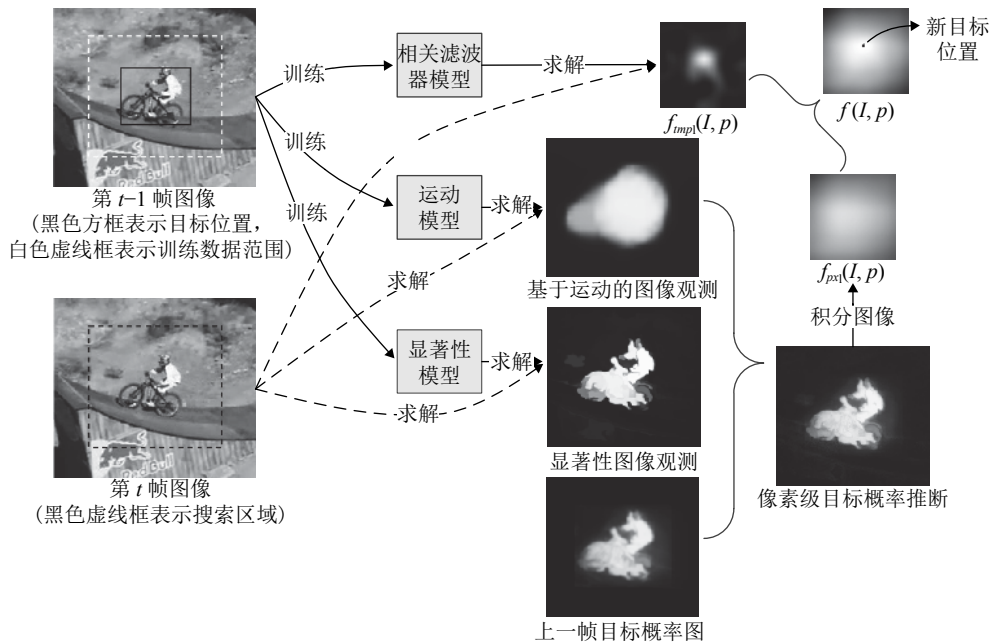 训练
相关滤波
器模型
求解
f_tmpl(I, p)
新目标
位置
f(I, p)
第 t−1 帧图像
(黑色方框表示目标位置,
白色虚线框表示训练数据范围)
训练
运动
模型
求解
基于运动的图像观测
f_pxl(I, p)
积分图像
训练
求解
显著性
模型
求解
求解
显著性图像观测
第 t 帧图像
(黑色虚线框表示搜索区域)
像素级目标概率推断
上一帧目标概率图
Red Bull
Red Bull